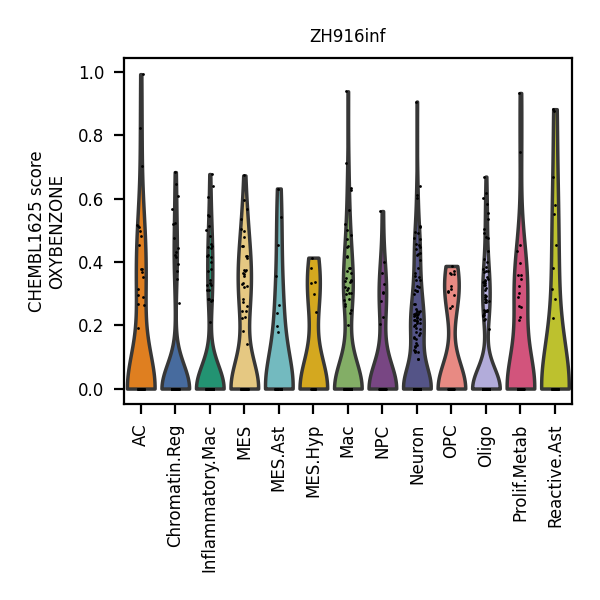 ZH916inf
CHEMBL1625 score
OXYBENZONE
1.0
0.8
0.6
0.4
0.2
0.0
AC
Chromatin.Reg
Inflammatory.Mac
MES
MES.Ast
MES.Hyp
Mac
NPC
Neuron
OPC
Oligo
Prolif.Metab
Reactive.Ast